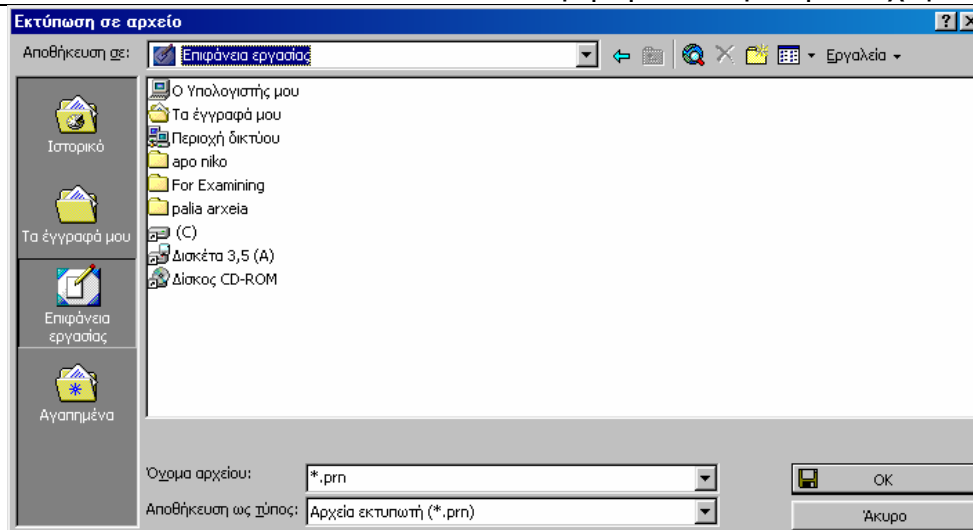 Εκτύπωση σε αρχείο
Αποθήκευση σε: Επιφάνεια εργασίας Εργαλεία
Ο Υπολογιστής μου
Τα έγγραφά μου
Περιοχή δικτύου
apo niko
For Examining
palia arxeia
(C)
Δισκέτα 3,5 (A)
Δίσκος CD-ROM
Ιστορικό
Τα έγγραφά μου
Επιφάνεια
εργασίας
Αγαπημένα
Όνομα αρχείου: *.prn OK
Αποθήκευση ως τύπος: Αρχεία εκτυπωτή (*.prn) Άκυρο